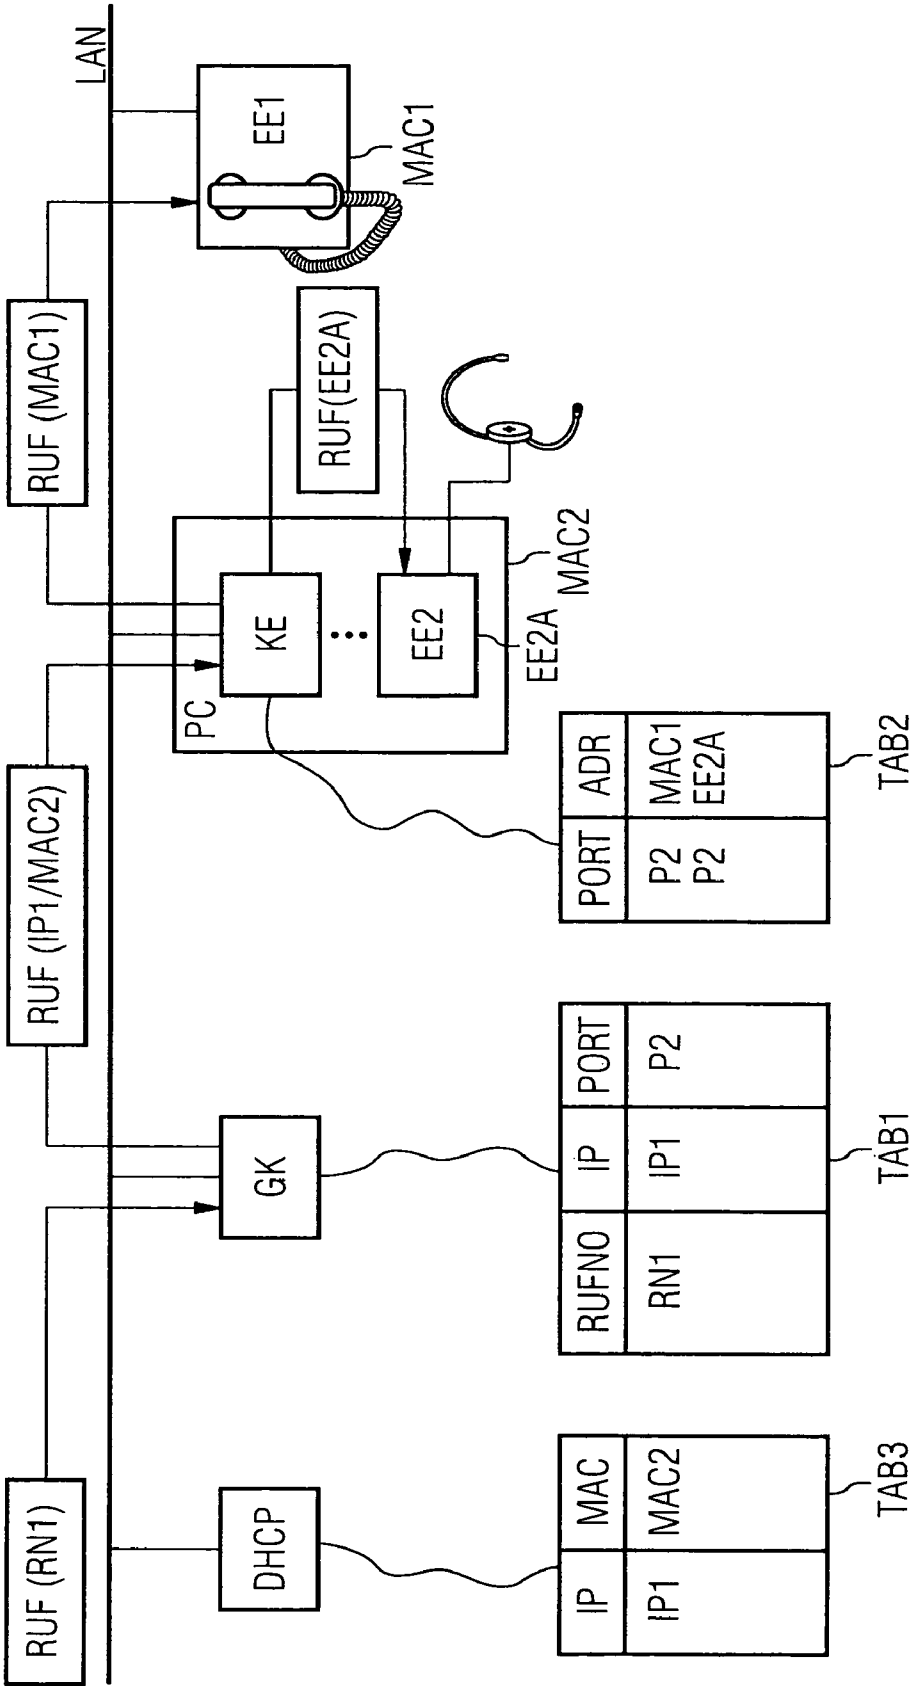 RUF (RN1)
RUF (IP1/MAC2)
RUF (MAC1)
LAN
DHCP
GK
PC
KE
EE2
RUF(EE2A)
EE1
MAC1
MAC2
EE2A
IP MAC
IP1 MAC2
TAB3
RUFNO IP PORT
RN1 IP1 P2
TAB1
PORT ADR
P2 MAC1
P2 EE2A
TAB2